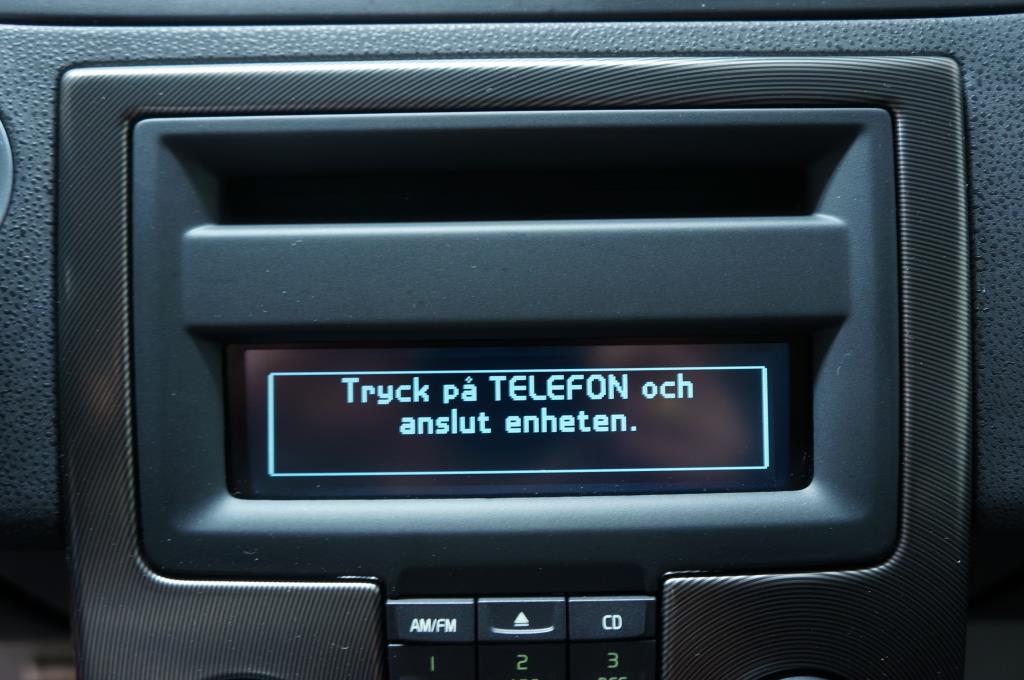 Tryck på TELEFON och
anslut enheten.
AM/FM
CD
1
2
3